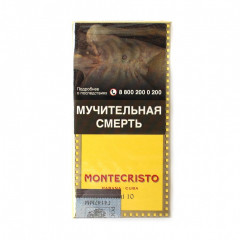 Подробнее
о последствиях
8 800 200 0 200
МУЧИТЕЛЬНАЯ
СМЕРТЬ
MONTECRISTO
HABANA CUBA
10